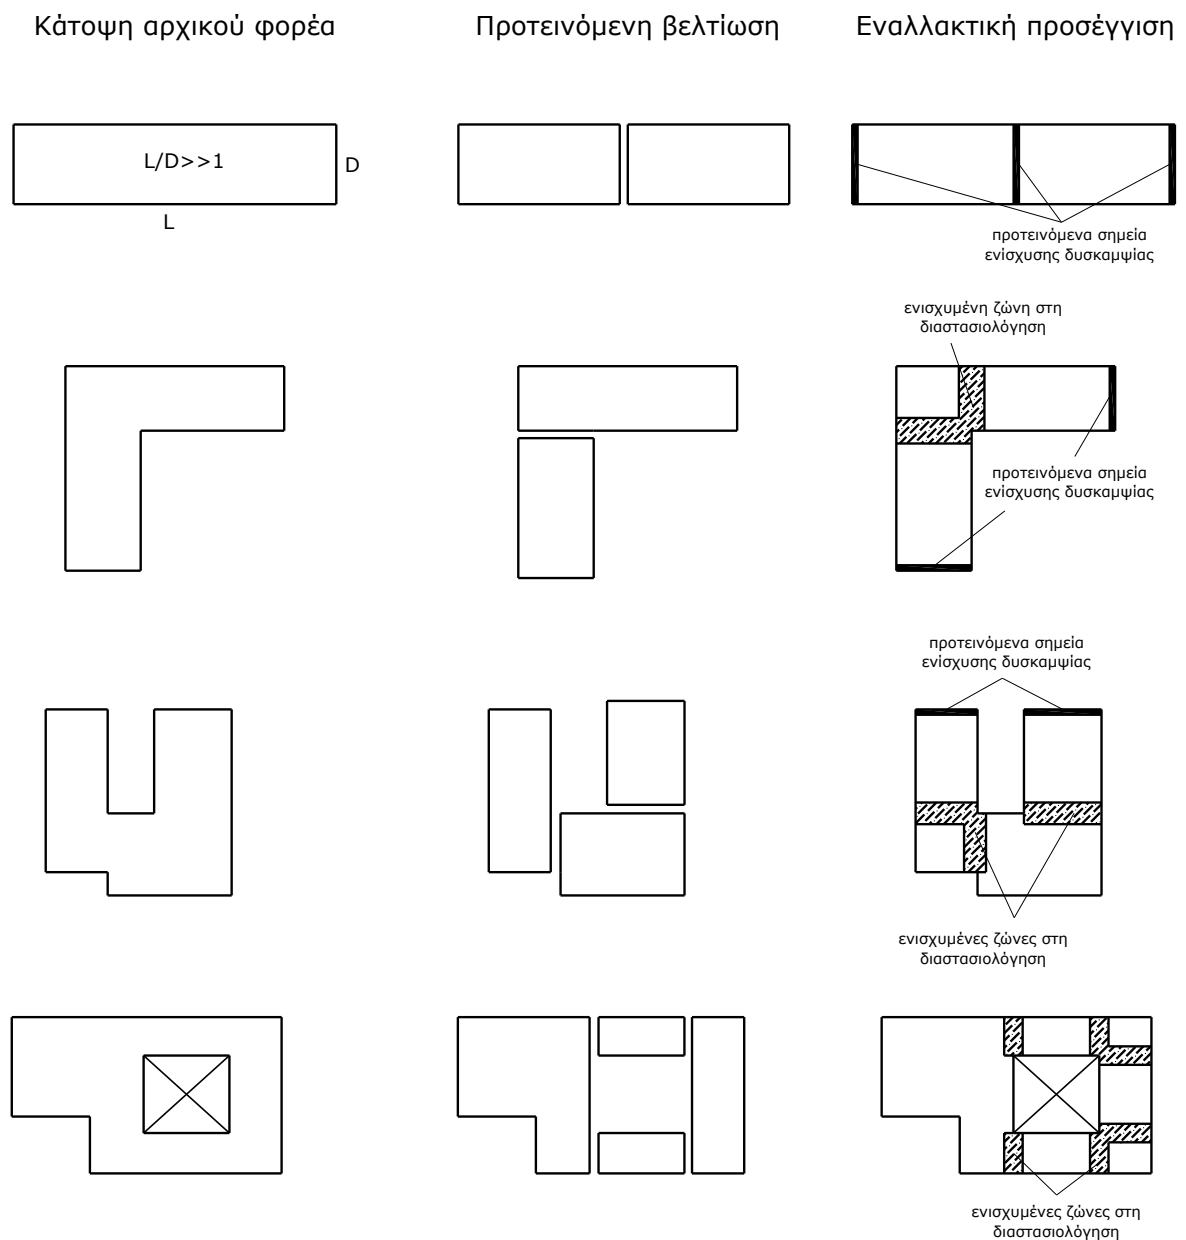 Κάτοψη αρχικού φορέα
Προτεινόμενη βελτίωση
Εναλλακτική προσέγγιση
L/D>>1
D
L
προτεινόμενα σημεία
ενίσχυσης δυσκαμψίας
ενισχυμένη ζώνη στη
διαστασιολόγηση
προτεινόμενα σημεία
ενίσχυσης δυσκαμψίας
προτεινόμενα σημεία
ενίσχυσης δυσκαμψίας
ενισχυμένες ζώνες στη
διαστασιολόγηση
ενισχυμένες ζώνες στη
διαστασιολόγηση